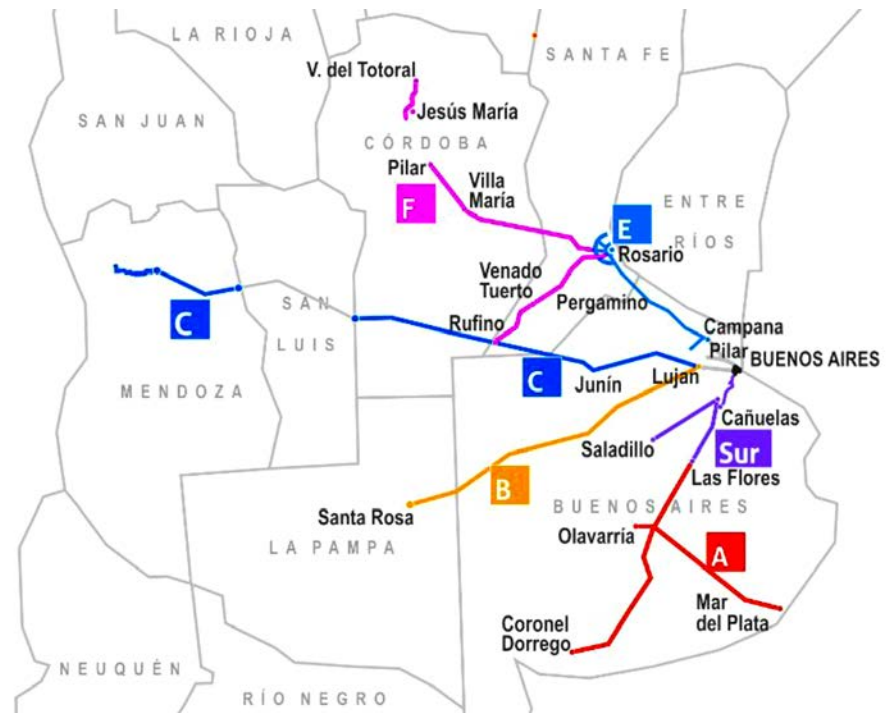 LA RIOJA
SANTA FE
V. del Totoral
Jesús María
SAN JUAN
CÓRDOBA
Pilar
Villa
María
F
ENTRE
RÍOS
E
Rosario
Venado
Tuerto
Pergamino
SAN
LUIS
C
Rufino
Campana
Pilar
BUENOS AIRES
MENDOZA
C
Junín
Lujan
Cañuelas
Saladillo
Sur
Las Flores
B
BUENOS AIRES
Santa Rosa
LA PAMPA
Olavarría
A
Mar
del Plata
Coronel
Dorrego
NEUQUÉN
RÍO NEGRO